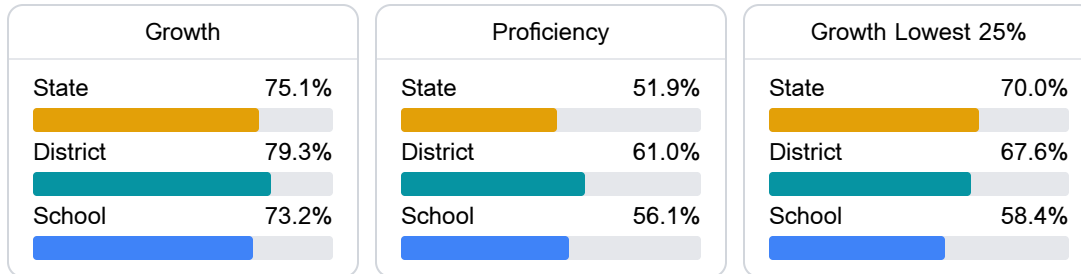 Growth
State 75.1%
District 79.3%
School 73.2%
Proficiency
State 51.9%
District 61.0%
School 56.1%
Growth Lowest 25%
State 70.0%
District 67.6%
School 58.4%